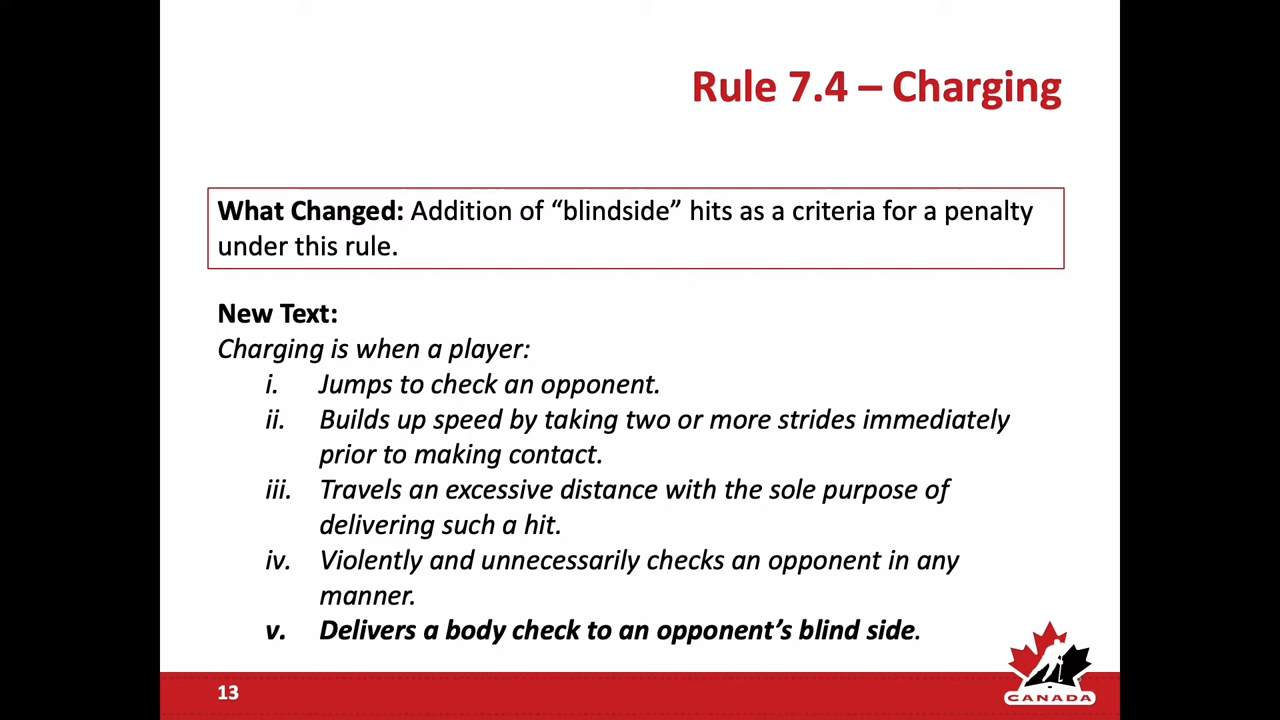 Rule 7.4 – Charging
What Changed: Addition of “blindside” hits as a criteria for a penalty
under this rule.
New Text:
Charging is when a player:
i. Jumps to check an opponent.
ii. Builds up speed by taking two or more strides immediately
prior to making contact.
iii. Travels an excessive distance with the sole purpose of
delivering such a hit.
iv. Violently and unnecessarily checks an opponent in any
manner.
v. Delivers a body check to an opponent’s blind side.
13
CANADA